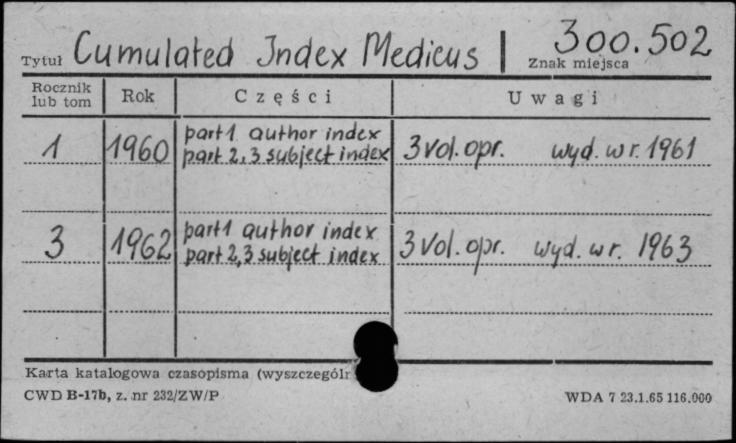 Tytuł Cumulated Index Medicus 300.502
Znak miejsca
Rocznik lub tom Rok Części Uwagi
1 1960 part 1 author index
part 2,3 subject index 3 vol. opr. wyd. w r. 1961
3 1962 part 1 author index
part 2,3 subject index 3 vol. opr. wyd. w r. 1963
Karta katalogowa czasopisma (wyszczególn
CWD B-17b, z. nr 232/ZW/P WDA 7 23.1.65 116.000